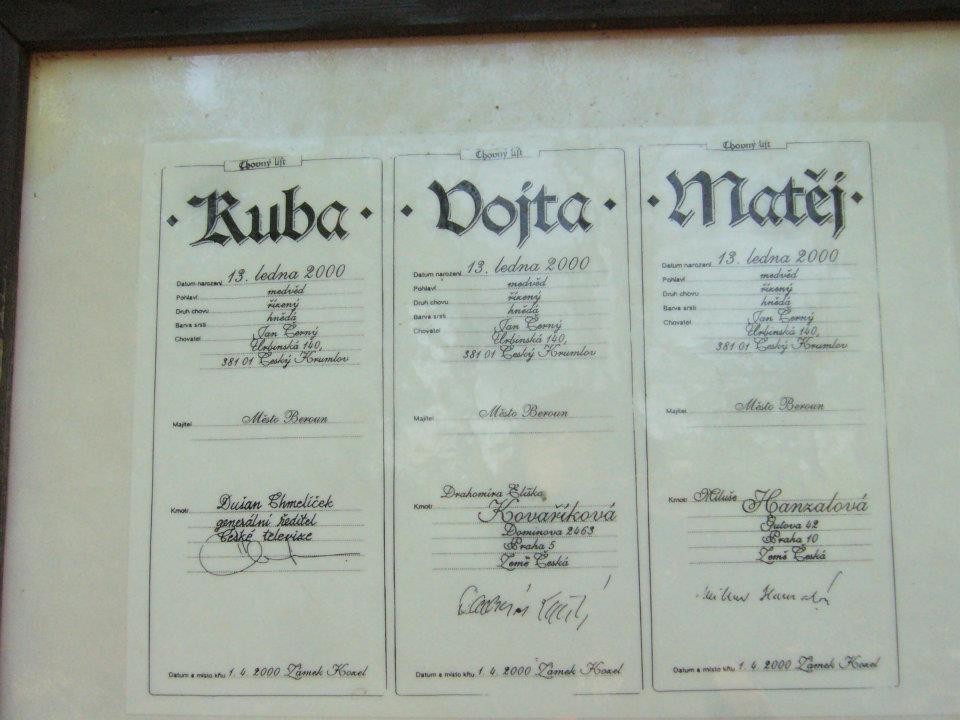 Chovný list
· Kuba ·
Datum narození 13. ledna 2000
Pohlaví medvěd
Druh chovu řízený
Barva srsti hnědá
Chovatel Jan Černý
Urbinská 140,
381 01 Český Krumlov
Majitel Město Beroun
Kmotr Dušan Chmelíček
generální ředitel
České televize
Datum a místo křtu 1. 4. 2000 Zámek Kozel
Chovný list
· Vojta ·
Datum narození 13. ledna 2000
Pohlaví medvěd
Druh chovu řízený
Barva srsti hnědá
Chovatel Jan Černý
Urbinská 140,
381 01 Český Krumlov
Majitel Město Beroun
Drahomíra Eliška
Kmotr Kovaříková
Dominova 2463
Praha 5
Země Česká
Datum a místo křtu 1. 4. 2000 Zámek Kozel
Chovný list
· Matěj ·
Datum narození 13. ledna 2000
Pohlaví medvěd
Druh chovu řízený
Barva srsti hnědá
Chovatel Jan Černý
Urbinská 140,
381 01 Český Krumlov
Majitel Město Beroun
Kmotr Miluše Hanzalová
Gutova 42
Praha 10
Země Česká
Datum a místo křtu 1. 4. 2000 Zámek Kozel